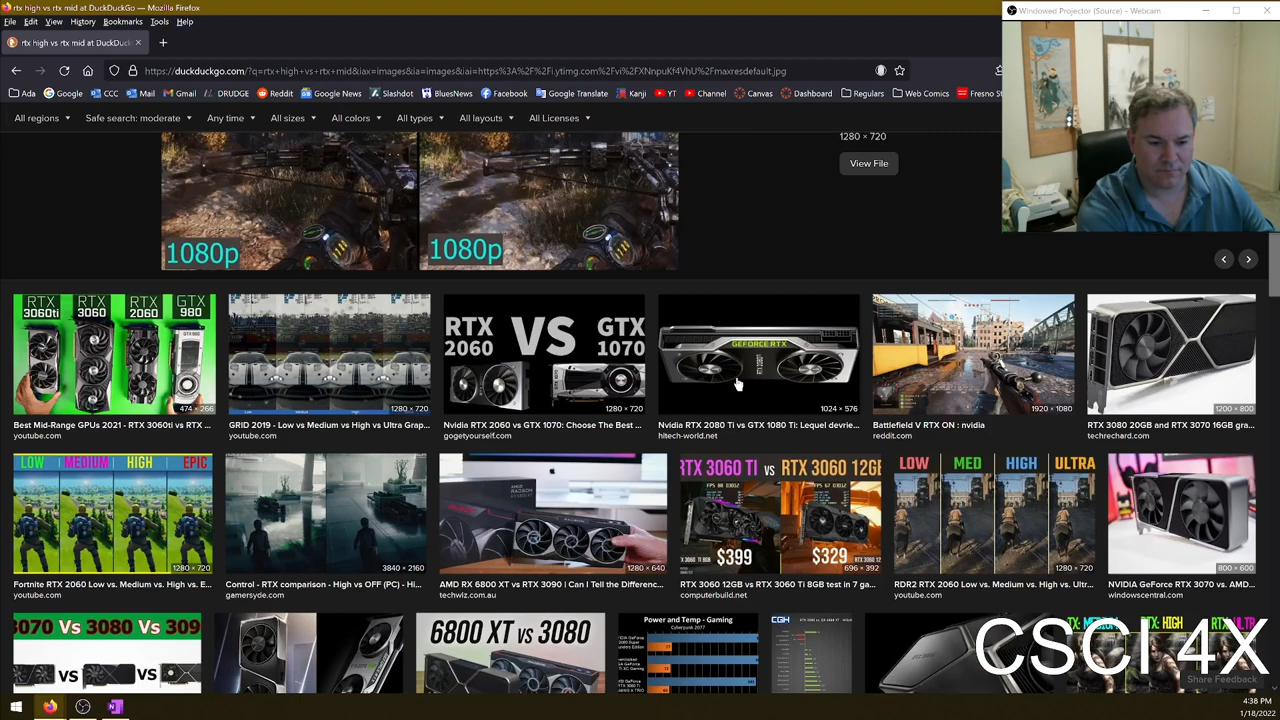 rtx high vs rtx mid at DuckDuckGo — Mozilla Firefox
File Edit View History Bookmarks Tools Help
rtx high vs rtx mid at DuckDuc
https://duckduckgo.com/?q=rtx+high+vs+rtx+mid&iax=images&ia=images&iai=https%3A%2F%2Fi.ytimg.com%2Fvi%2FXNnpuKf4VhU%2Fmaxresdefault.jpg
Ada Google CCC Mail Gmail DRUDGE Reddit Google News Slashdot BluesNews Facebook Google Translate Kanji YT Channel Canvas Dashboard Regulars Web Comics Fresno St
All regions Safe search: moderate Any time All sizes All colors All types All layouts All Licenses
Windowed Projector (Source) - Webcam
1280 × 720
View File
1080p 1080p
RTX 3060ti RTX 3060 RTX 2060 GTX 980
474 × 266
1280 × 720
RTX 2060 VS GTX 1070
1280 × 720
GEFORCE RTX
1024 × 576
1920 × 1080
1200 × 800
Best Mid-Range GPUs 2021 - RTX 3060ti vs RTX ...
youtube.com
GRID 2019 - Low vs Medium vs High vs Ultra Grap...
youtube.com
Nvidia RTX 2060 vs GTX 1070: Choose The Best ...
gogetyourself.com
Nvidia RTX 2080 Ti vs GTX 1080 Ti: Lequel devrie...
hitech-world.net
Battlefield V RTX ON : nvidia
reddit.com
RTX 3080 20GB and RTX 3070 16GB gra...
techrechard.com
LOW MEDIUM HIGH EPIC
1280 × 720
3840 × 2160
1280 × 640
RTX 3060 TI vs RTX 3060 12GB
$399 $329
696 × 392
LOW MED HIGH ULTRA
1280 × 720
800 × 600
Fortnite RTX 2060 Low vs. Medium vs. High vs. E...
youtube.com
Control - RTX comparison - High vs OFF (PC) - Hi...
gamersyde.com
AMD RX 6800 XT vs RTX 3090 | Can I Tell the Differenc...
techwiz.com.au
RTX 3060 12GB vs RTX 3060 Ti 8GB test in 7 ga...
computerbuild.net
RDR2 RTX 2060 Low vs. Medium vs. High vs. Ultr...
youtube.com
NVIDIA GeForce RTX 3070 vs. AMD...
windowscentral.com
3070 Vs 3080 Vs 309
VS VS
6800 XT vs 3080
Power and Temp - Gaming
Cyberpunk 2077
CGH
CSCI 4X
Share Feedback
4:38 PM
1/18/2022